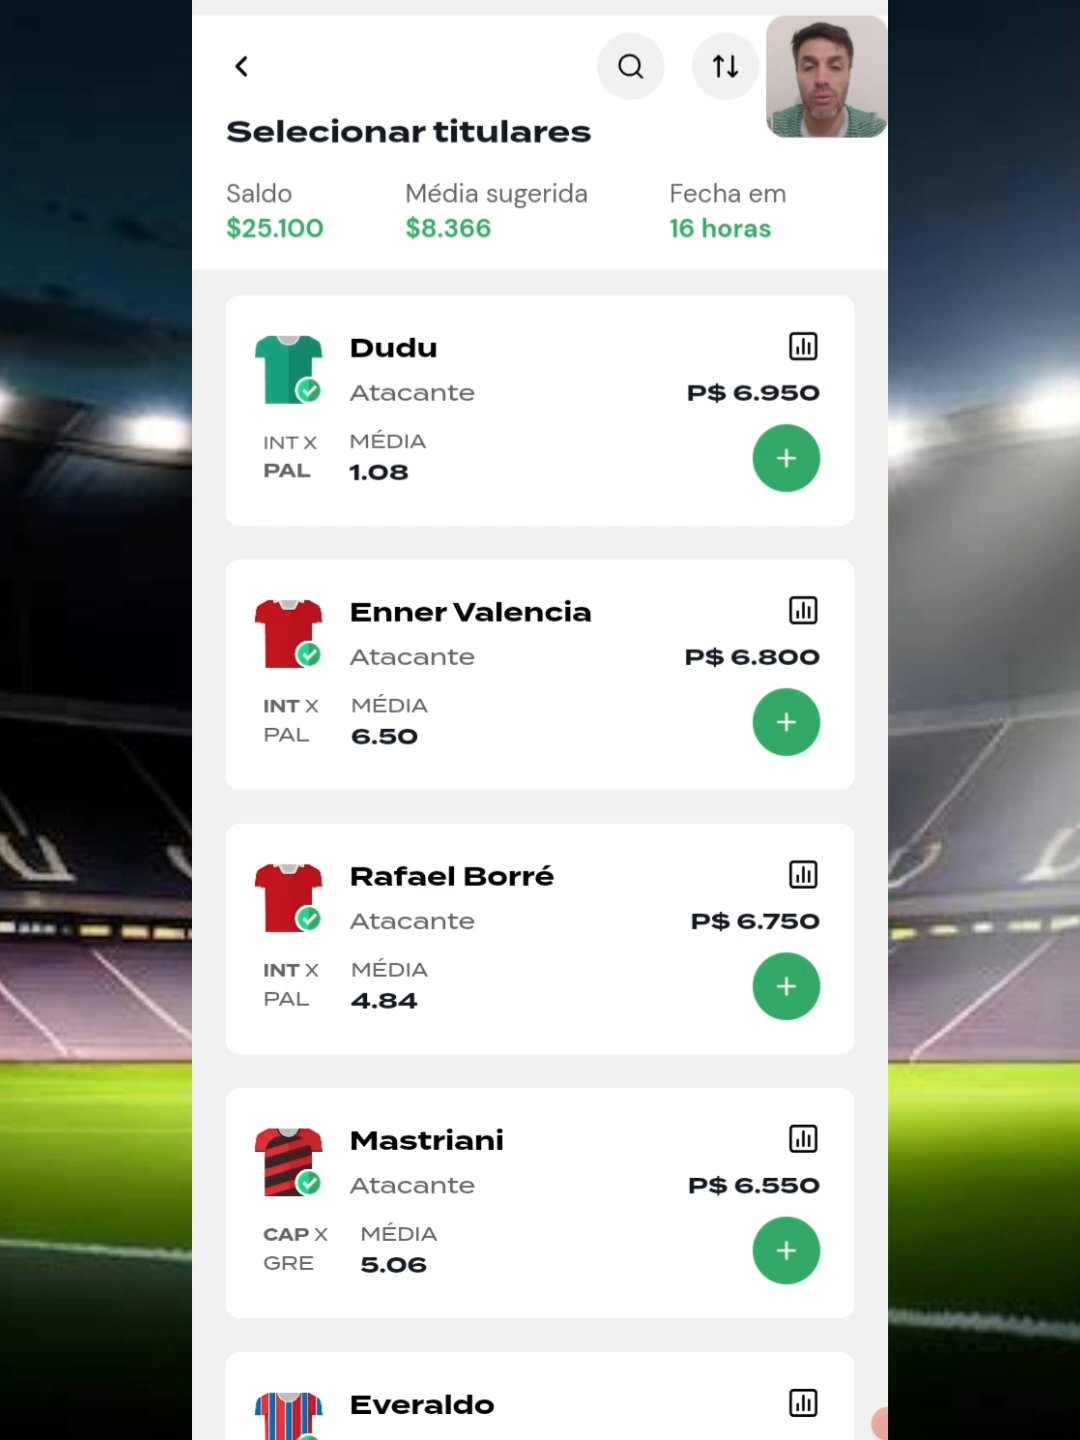 Selecionar titulares
Saldo
Média sugerida
Fecha em
$25.100
$8.366
16 horas
Dudu
Atacante
P$ 6.950
INT X
PAL
MÉDIA
1.08
Enner Valencia
Atacante
P$ 6.800
INT X
PAL
MÉDIA
6.50
Rafael Borré
Atacante
P$ 6.750
INT X
PAL
MÉDIA
4.84
Mastriani
Atacante
P$ 6.550
CAP X
GRE
MÉDIA
5.06
Everaldo